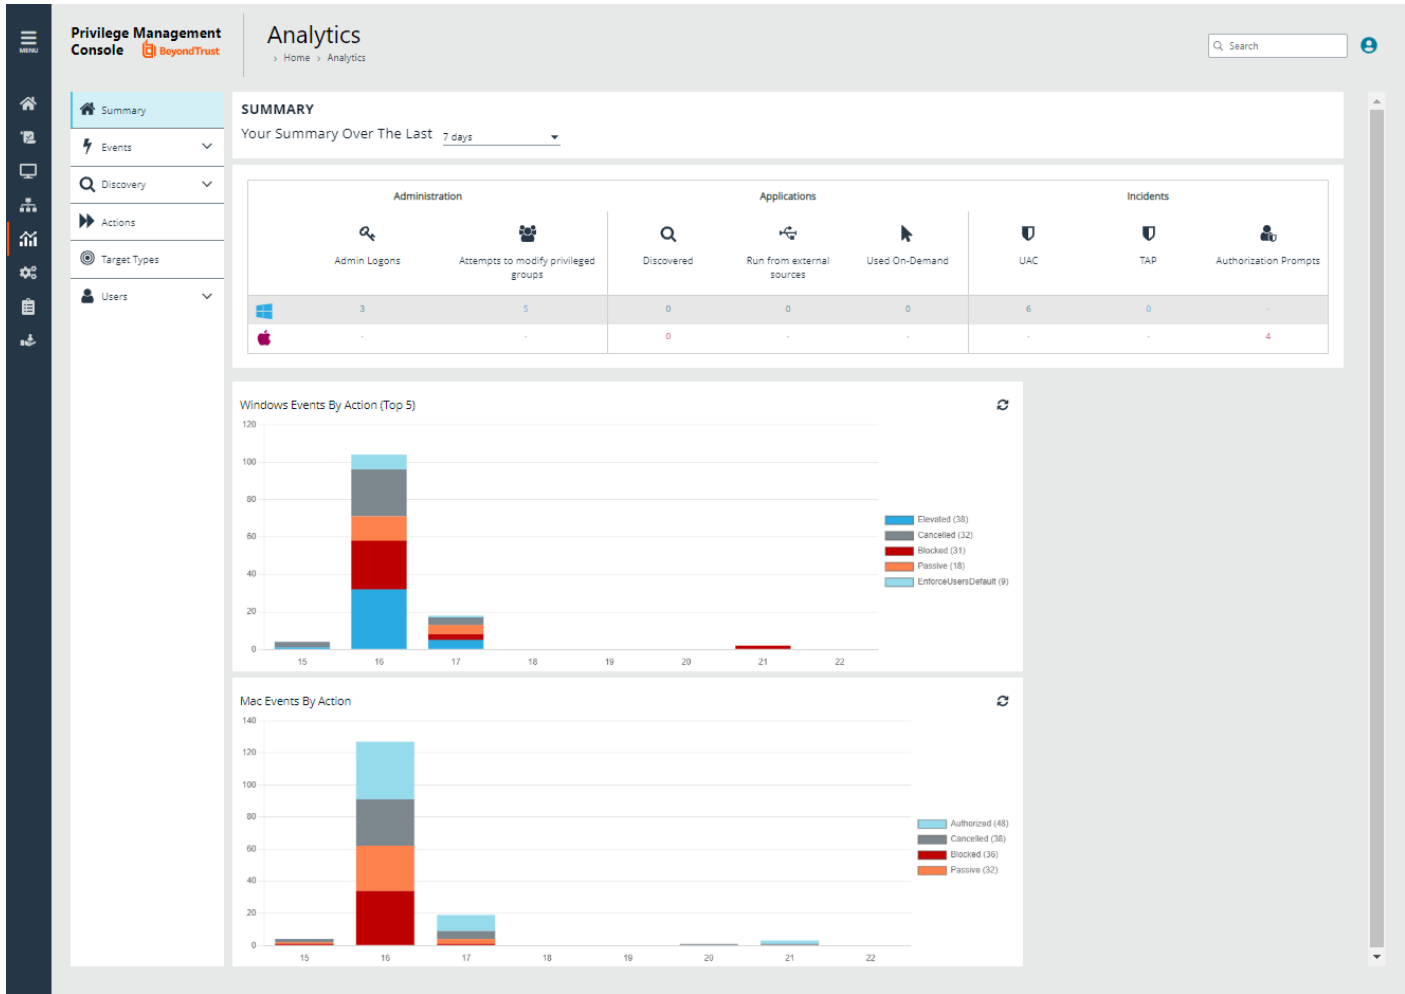 MENU
Privilege Management
Console BeyondTrust
Analytics
> Home > Analytics
Search
Summary
Events
Discovery
Actions
Target Types
Users
SUMMARY
Your Summary Over The Last 7 days
Administration Applications Incidents
Admin Logons Attempts to modify privileged groups Discovered Run from external sources Used On-Demand UAC TAP Authorization Prompts
3 5 0 0 0 6 0 -
- - 0 - - - - 4
Windows Events By Action (Top 5)
120
100
80
60
40
20
0
15 16 17 18 19 20 21 22
Elevated (38)
Cancelled (32)
Blocked (31)
Passive (18)
EnforceUsersDefault (9)
Mac Events By Action
140
120
100
80
60
40
20
0
15 16 17 18 19 20 21 22
Authorized (48)
Cancelled (38)
Blocked (36)
Passive (32)